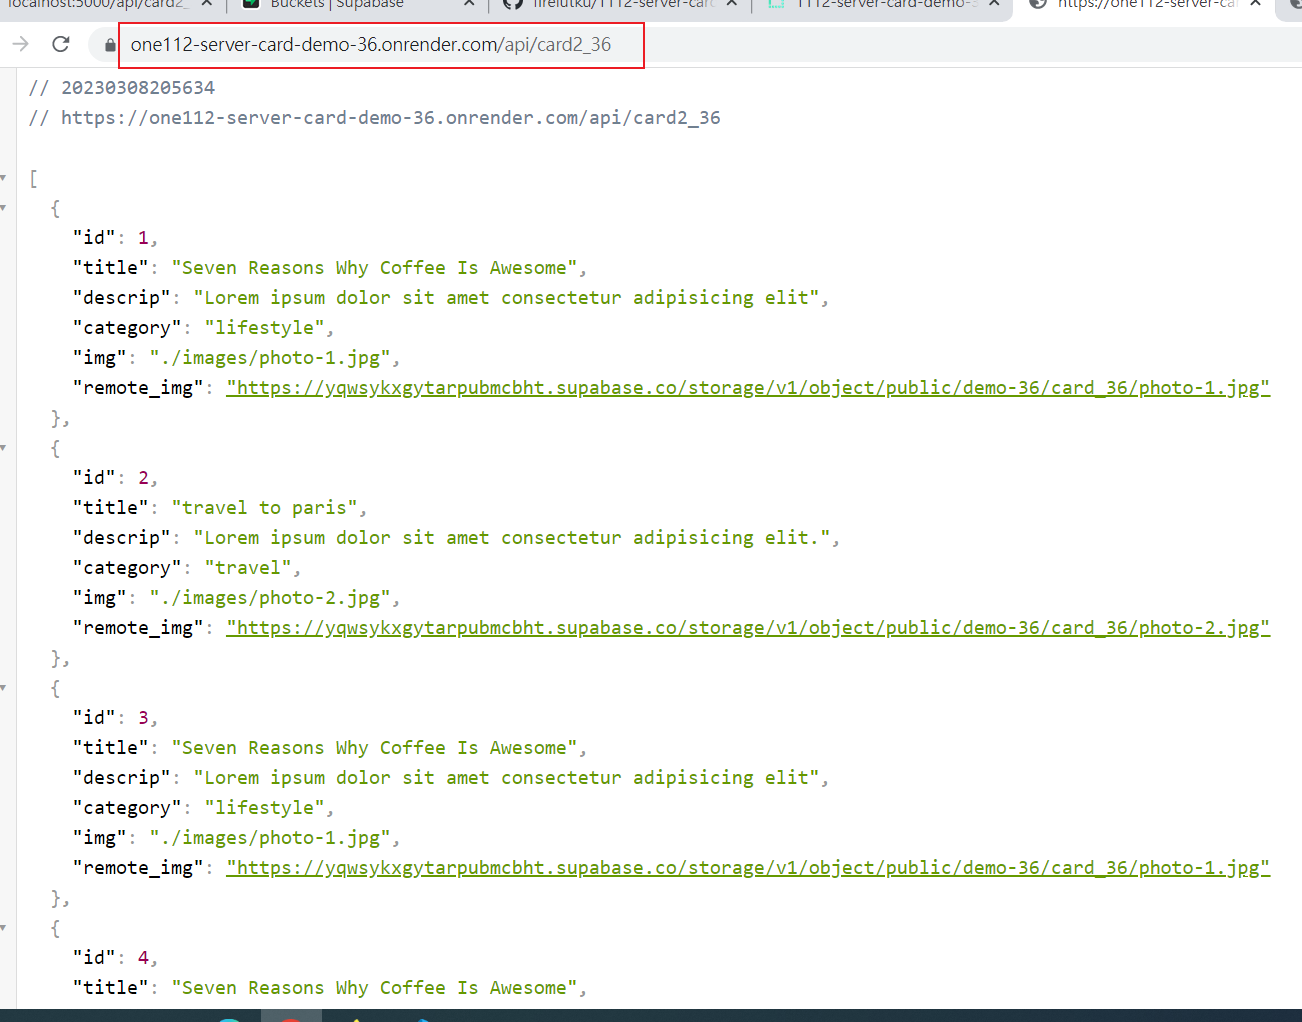 localhost:5000/api/card2_
Buckets | Supabase
firelutku/1112-server-card
1112-server-card-demo-3
https://one112-server-ca
one112-server-card-demo-36.onrender.com/api/card2_36
// 20230308205634
// https://one112-server-card-demo-36.onrender.com/api/card2_36
[
{
"id": 1,
"title": "Seven Reasons Why Coffee Is Awesome",
"descrip": "Lorem ipsum dolor sit amet consectetur adipisicing elit",
"category": "lifestyle",
"img": "./images/photo-1.jpg",
"remote_img": "https://yqwsykxgytarpubmcbht.supabase.co/storage/v1/object/public/demo-36/card_36/photo-1.jpg"
},
{
"id": 2,
"title": "travel to paris",
"descrip": "Lorem ipsum dolor sit amet consectetur adipisicing elit.",
"category": "travel",
"img": "./images/photo-2.jpg",
"remote_img": "https://yqwsykxgytarpubmcbht.supabase.co/storage/v1/object/public/demo-36/card_36/photo-2.jpg"
},
{
"id": 3,
"title": "Seven Reasons Why Coffee Is Awesome",
"descrip": "Lorem ipsum dolor sit amet consectetur adipisicing elit",
"category": "lifestyle",
"img": "./images/photo-1.jpg",
"remote_img": "https://yqwsykxgytarpubmcbht.supabase.co/storage/v1/object/public/demo-36/card_36/photo-1.jpg"
},
{
"id": 4,
"title": "Seven Reasons Why Coffee Is Awesome",